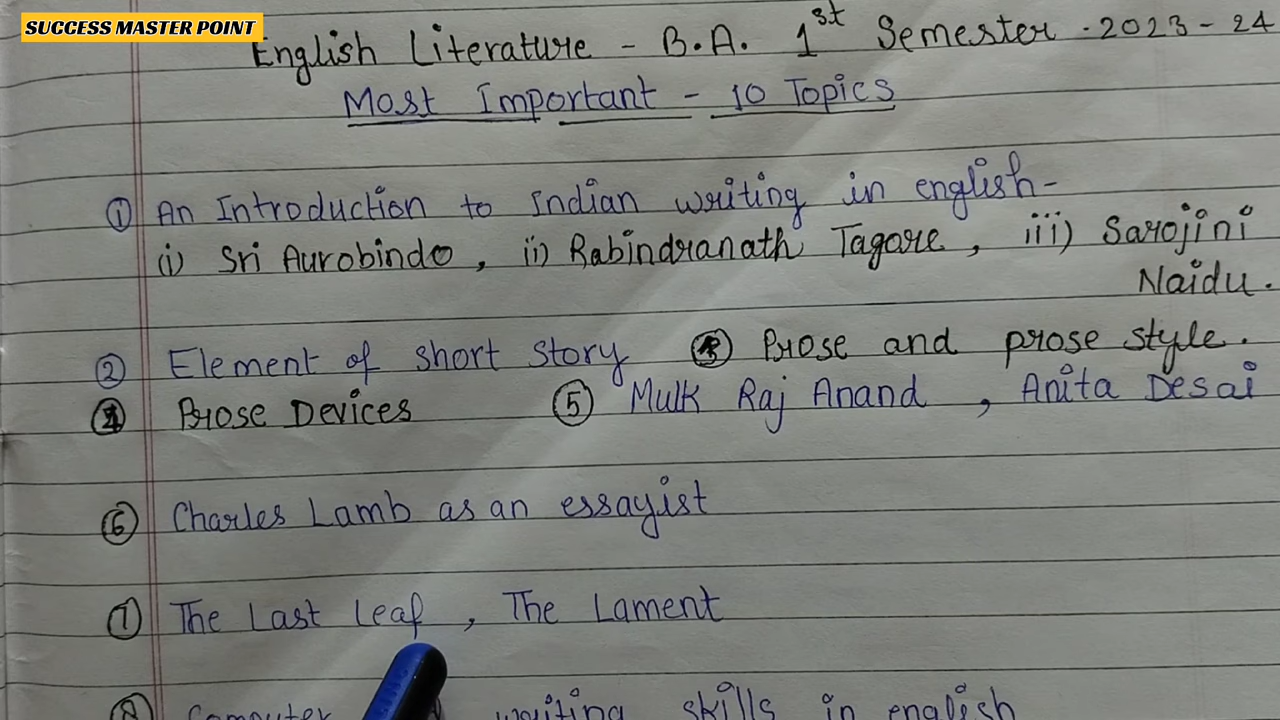 SUCCESS MASTER POINT
English Literature - B.A. 1st Semester - 2023-24
Most Important - 10 Topics
① An Introduction to Indian writing in english-
(i) Sri Aurobindo, ii) Rabindranath Tagore, iii) Sarojini
Naidu.
② Element of short story ③ Prose and prose style.
④ Prose Devices ⑤ Mulk Raj Anand, Anita Desai
⑥ Charles Lamb as an essayist
⑦ The Last Leaf, The Lament
⑧ Computer writing skills in english